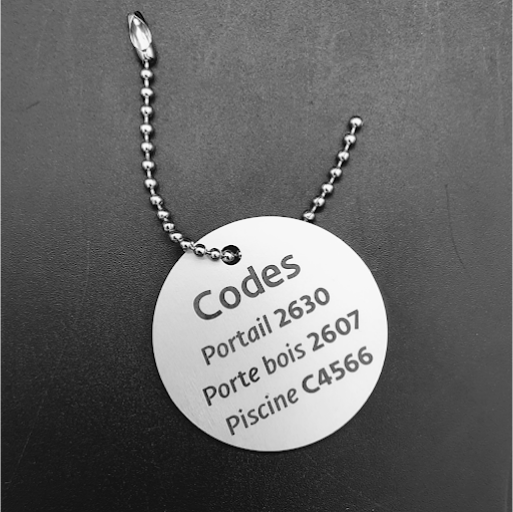 Codes
Portail 2630
Porte bois 2607
Piscine C4566